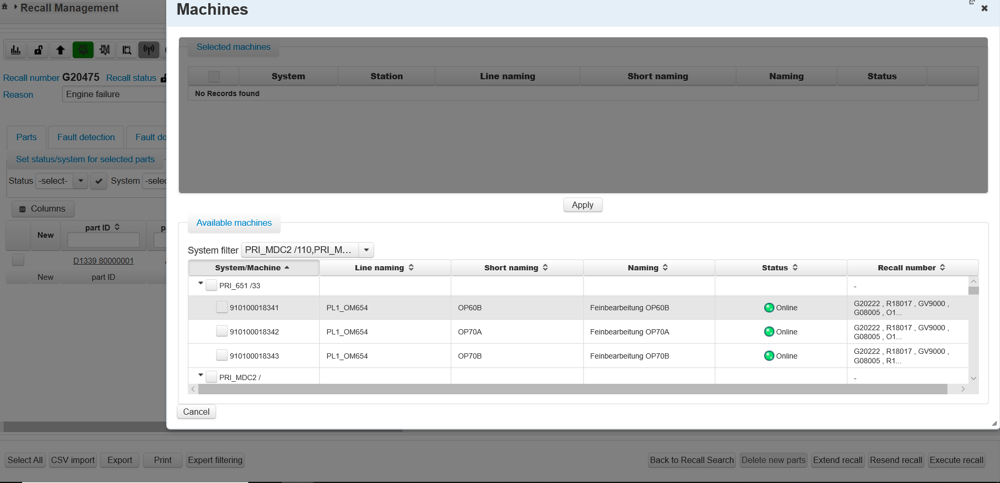 Recall Management
Machines
Selected machines
System Station Line naming Short naming Naming Status
No Records found
Recall number G20475 Recall status
Reason Engine failure
Parts Fault detection Fault do
Set status/system for selected parts
Status -select- System -selec
Columns
New part ID p
D1339 80000001
New part ID
Apply
Available machines
System filter PRI_MDC2 /110,PRI_M...
System/Machine Line naming Short naming Naming Status Recall number
PRI_651 /33 -
910100018341 PL1_OM654 OP60B Feinbearbeitung OP60B Online G20222 , R18017 , GV9000 ,
G08005 , O1...
910100018342 PL1_OM654 OP70A Feinbearbeitung OP70A Online G20222 , R18017 , GV9000 ,
G08005 , O1...
910100018343 PL1_OM654 OP70B Feinbearbeitung OP70B Online G20222 , R18017 , GV9000 ,
G08005 , R1...
PRI_MDC2 / -
Cancel
Select All CSV import Export Print Expert filtering Back to Recall Search Delete new parts Extend recall Resend recall Execute recall